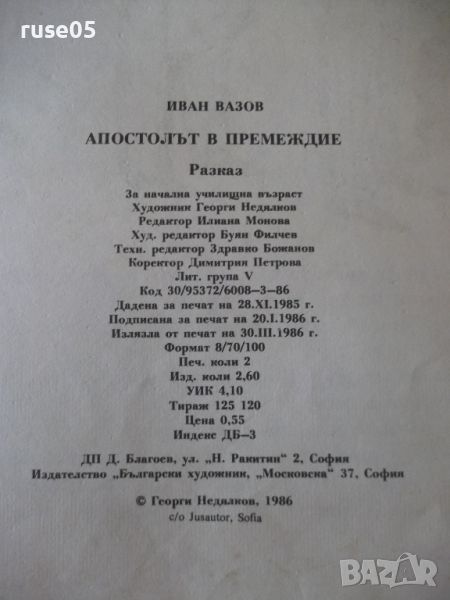 ruse05
ИВАН ВАЗОВ
АПОСТОЛЪТ В ПРЕМЕЖДИЕ
Разказ
За начална училищна възраст
Художник Георги Недялков
Редактор Илиана Монова
Худ. редактор Буян Филчев
Техн. редактор Здравко Божанов
Коректор Димитрия Петрова
Лит. група V
Код 30/95372/6008—3—86
Дадена за печат на 28.XI.1985 г.
Подписана за печат на 20.I.1986 г.
Излязла от печат на 30.III.1986 г.
Формат 8/70/100
Печ. коли 2
Изд. коли 2,60
УИК 4,10
Тираж 125 120
Цена 0,55
Индекс ДБ—3
ДП Д. Благоев, ул. „Н. Ракитин" 2, София
Издателство „Български художник, „Московска" 37, София
© Георги Недялков, 1986
c/o Jusautor, Sofia
BAZAR